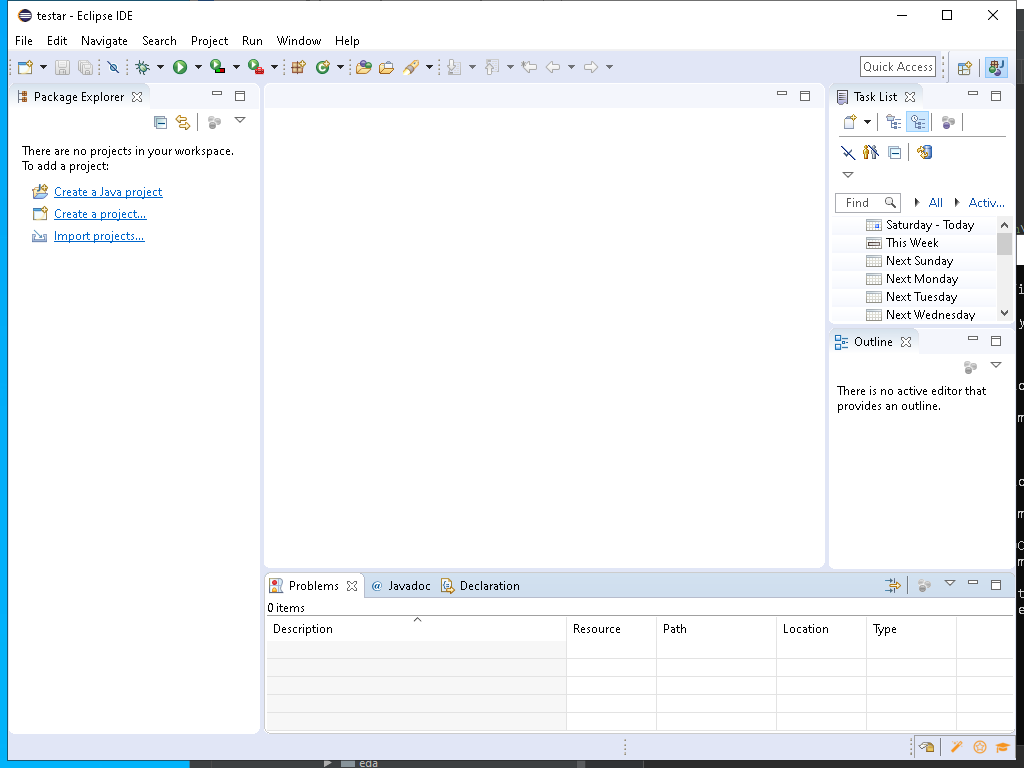 testar - Eclipse IDE
File Edit Navigate Search Project Run Window Help
Quick Access
Package Explorer
There are no projects in your workspace.
To add a project:
Create a Java project
Create a project...
Import projects...
Task List
Find All Activ...
Saturday - Today
This Week
Next Sunday
Next Monday
Next Tuesday
Next Wednesday
Outline
There is no active editor that
provides an outline.
Problems @ Javadoc Declaration
0 items
Description Resource Path Location Type
eda